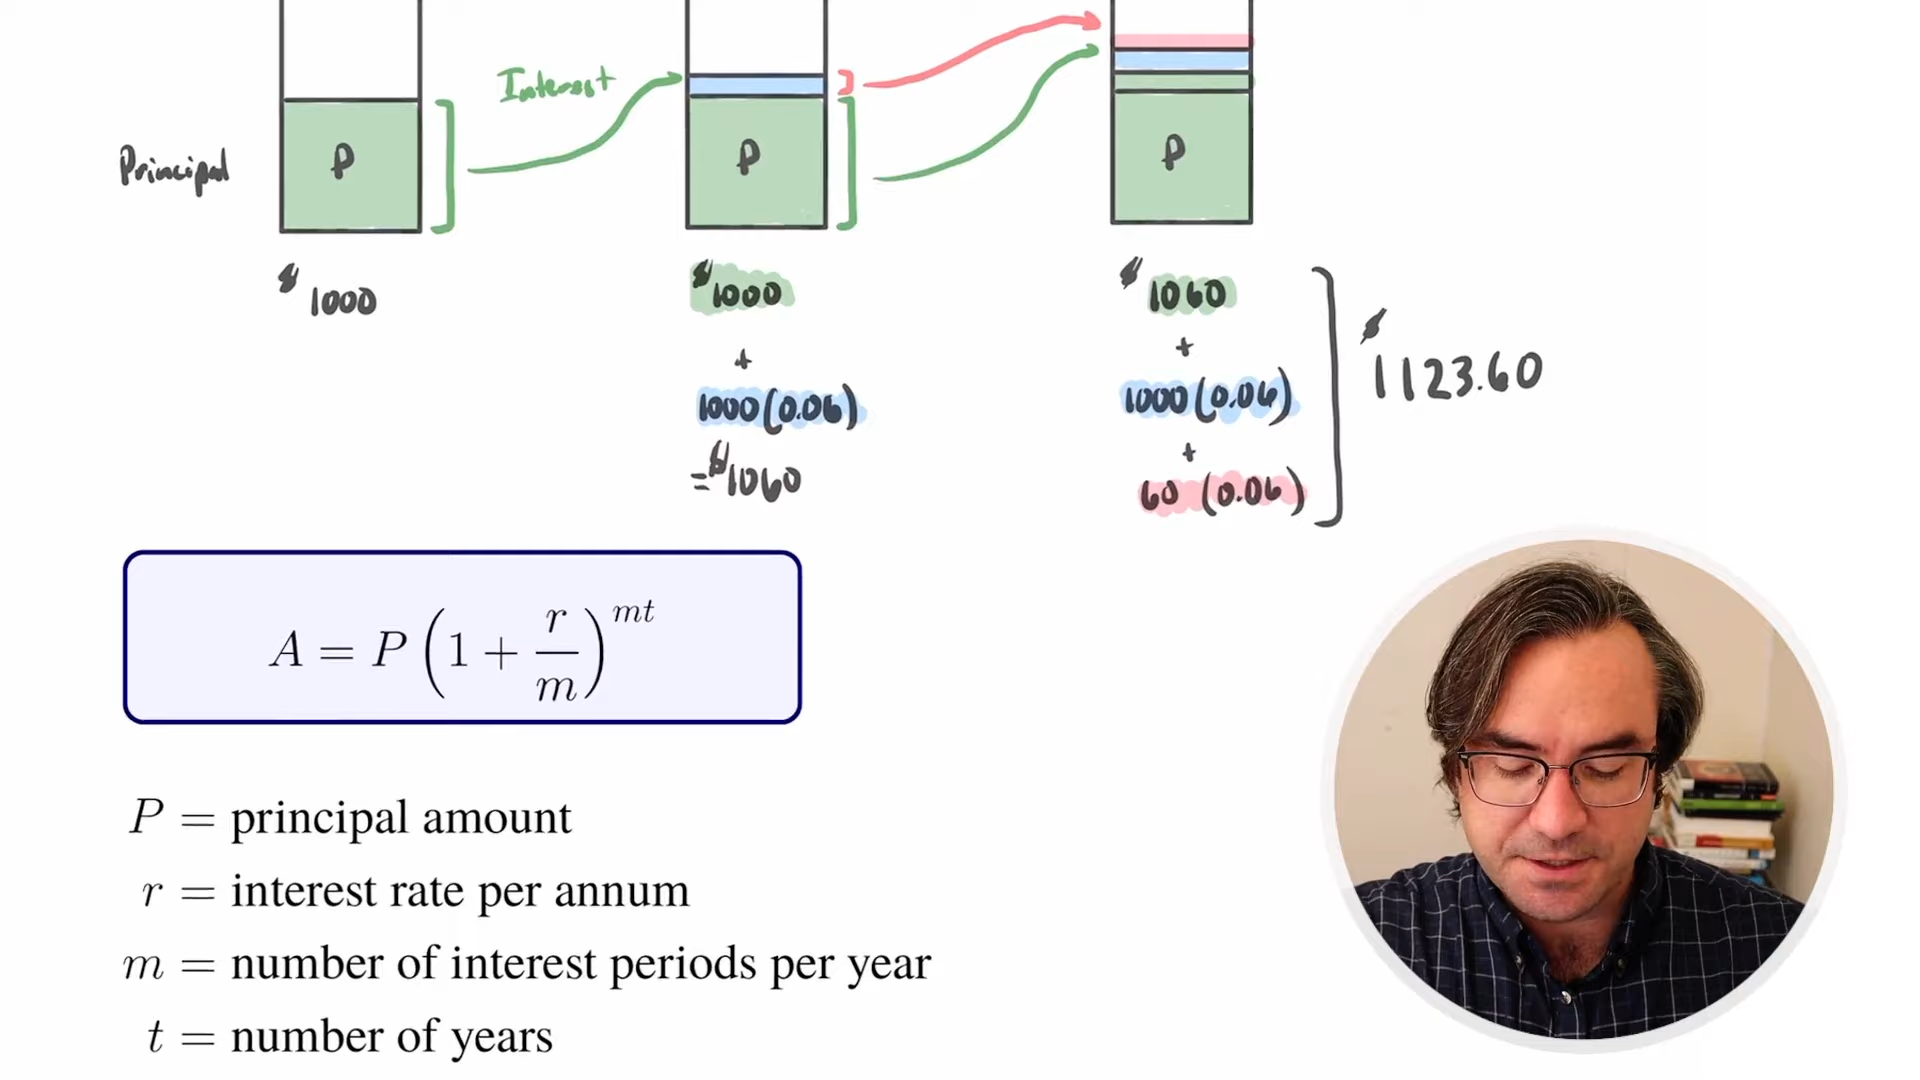 Interest
Principal
P
P
P
$1000
$1000
+
1000(0.06)
=$1060
$1060
+
1000(0.06)
+
60 (0.06)
$1123.60
A = P(1 + r/m)^{mt}
P = principal amount
r = interest rate per annum
m = number of interest periods per year
t = number of years